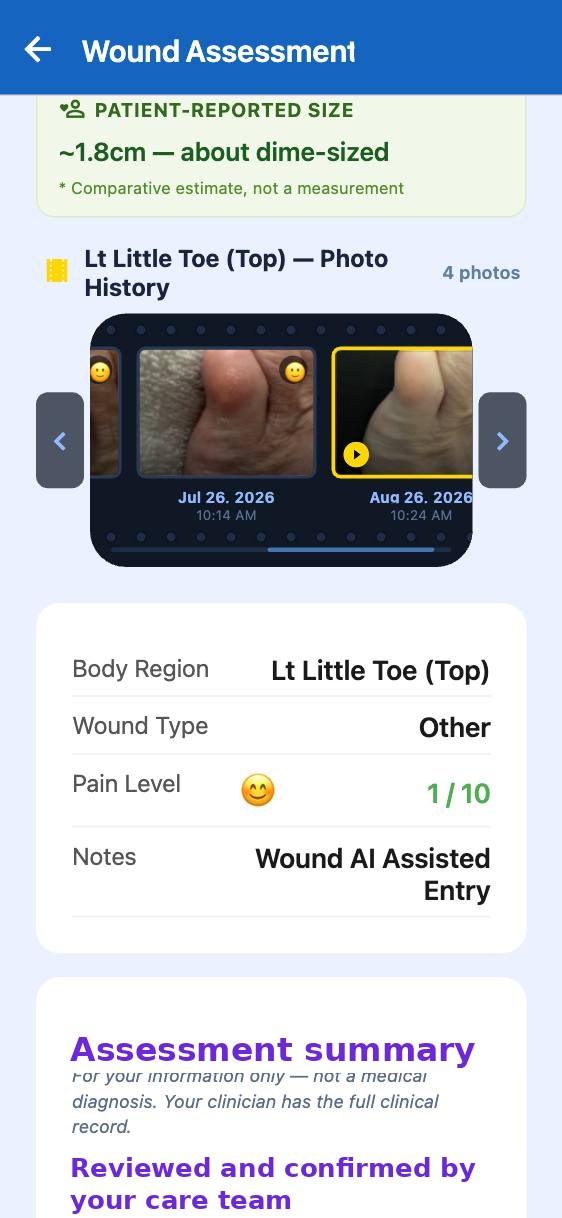 Wound Assessment
PATIENT-REPORTED SIZE
~1.8cm — about dime-sized
* Comparative estimate, not a measurement
Lt Little Toe (Top) — Photo
History
4 photos
Jul 26, 2026
10:14 AM
Aug 26, 2026
10:24 AM
Body Region
Lt Little Toe (Top)
Wound Type
Other
Pain Level
1 / 10
Notes
Wound AI Assisted
Entry
Assessment summary
For your information only — not a medical
diagnosis. Your clinician has the full clinical
record.
Reviewed and confirmed by
your care team